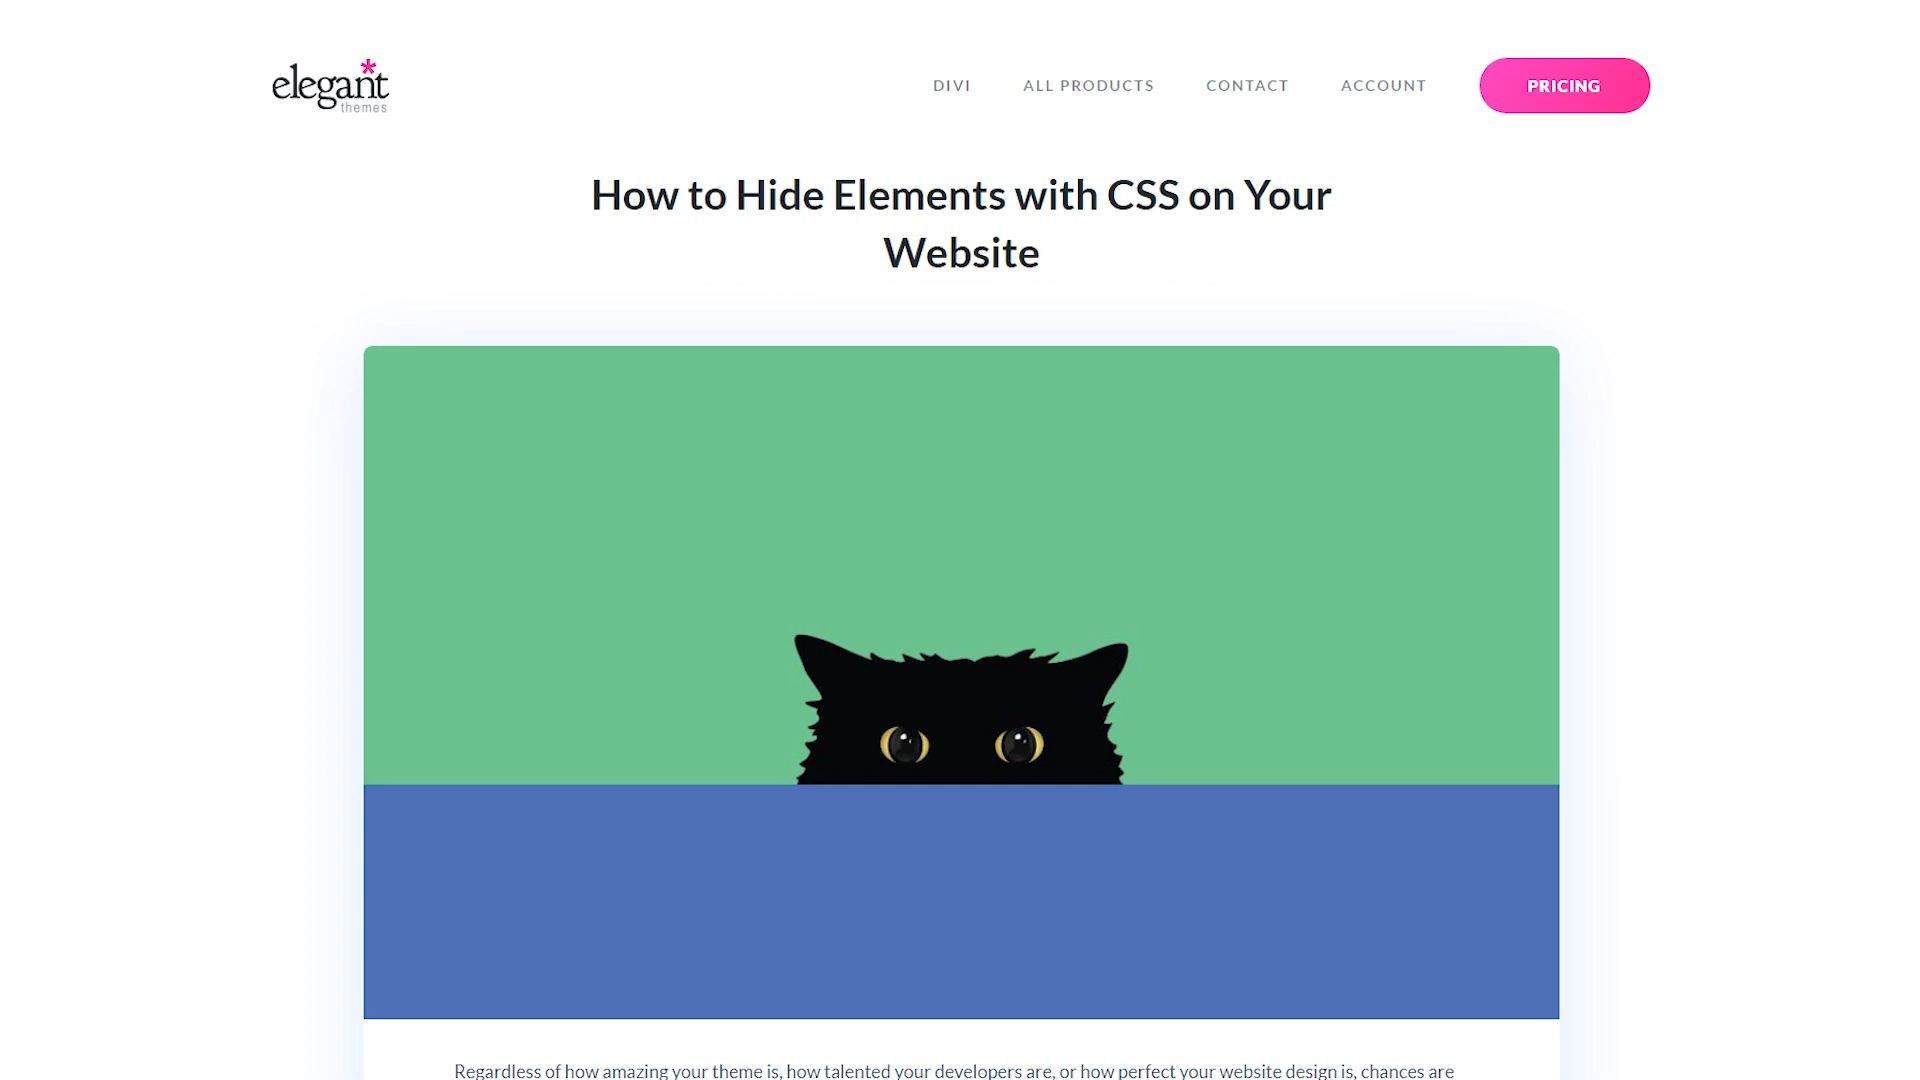 elegant*
themes
DIVI ALL PRODUCTS CONTACT ACCOUNT PRICING
How to Hide Elements with CSS on Your
Website
Regardless of how amazing your theme is, how talented your developers are, or how perfect your website design is, chances are